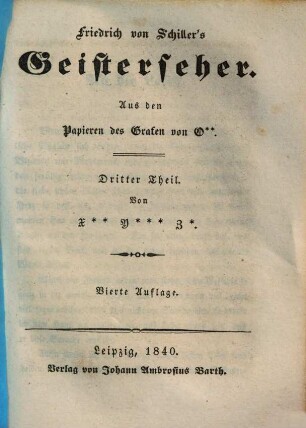 Friedrich von Schiller's
Geisterseher.
Aus den
Papieren des Grafen von O**.
Dritter Theil.
Von
X** Y*** Z*.
Vierte Auflage.
Leipzig, 1840.
Verlag von Johann Ambrosius Barth.